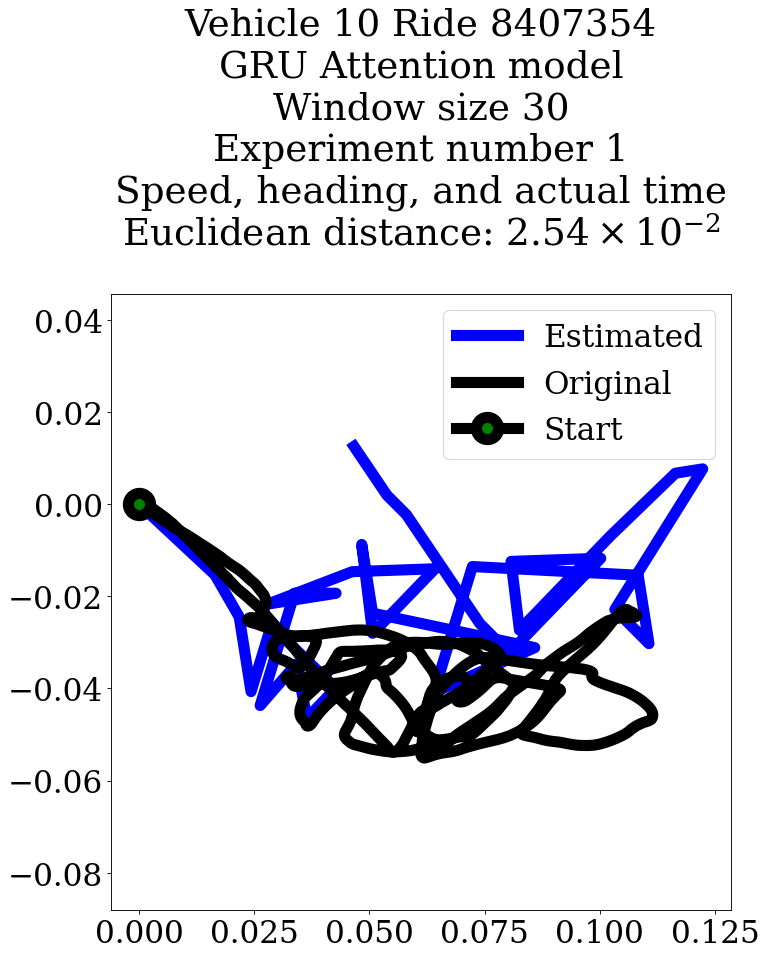 Vehicle 10 Ride 8407354
GRU Attention model
Window size 30
Experiment number 1
Speed, heading, and actual time
Euclidean distance: 2.54 × 10⁻²
Estimated
Original
Start
0.04
0.02
0.00
−0.02
−0.04
−0.06
−0.08
0.000 0.025 0.050 0.075 0.100 0.125